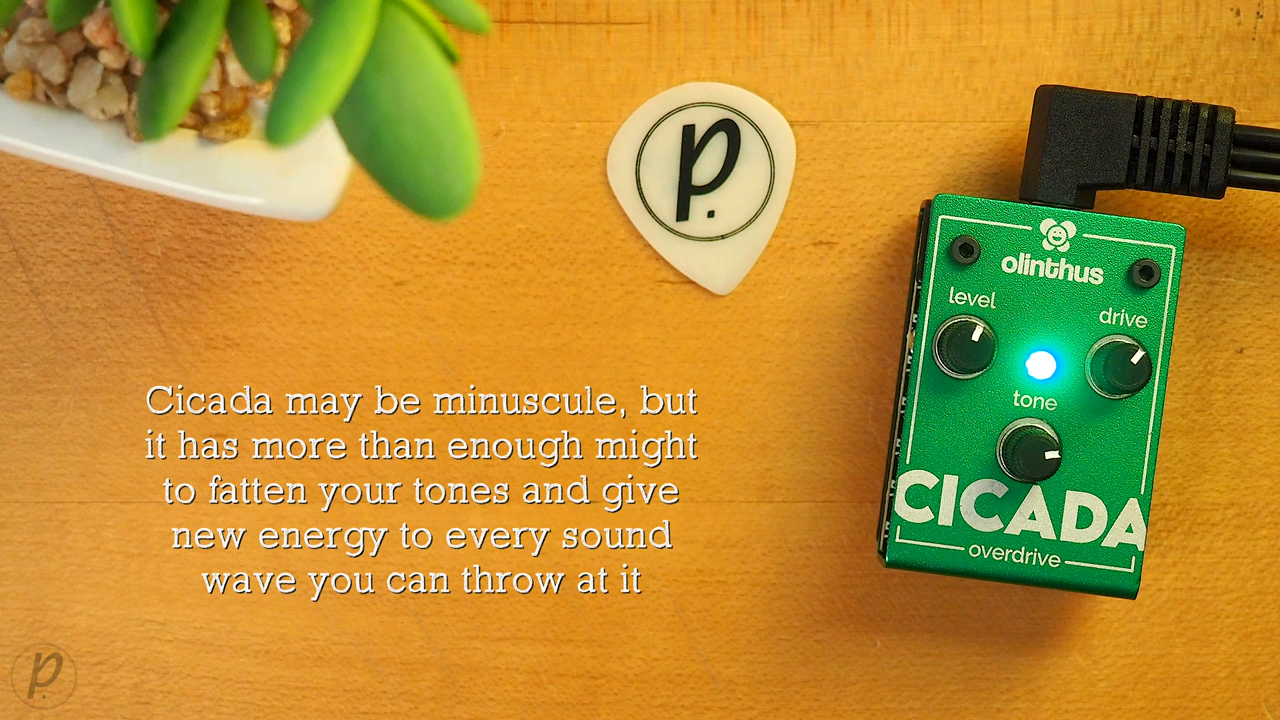 p.
olinthus
level
drive
tone
CICADA
overdrive
Cicada may be minuscule, but
it has more than enough might
to fatten your tones and give
new energy to every sound
wave you can throw at it
p.